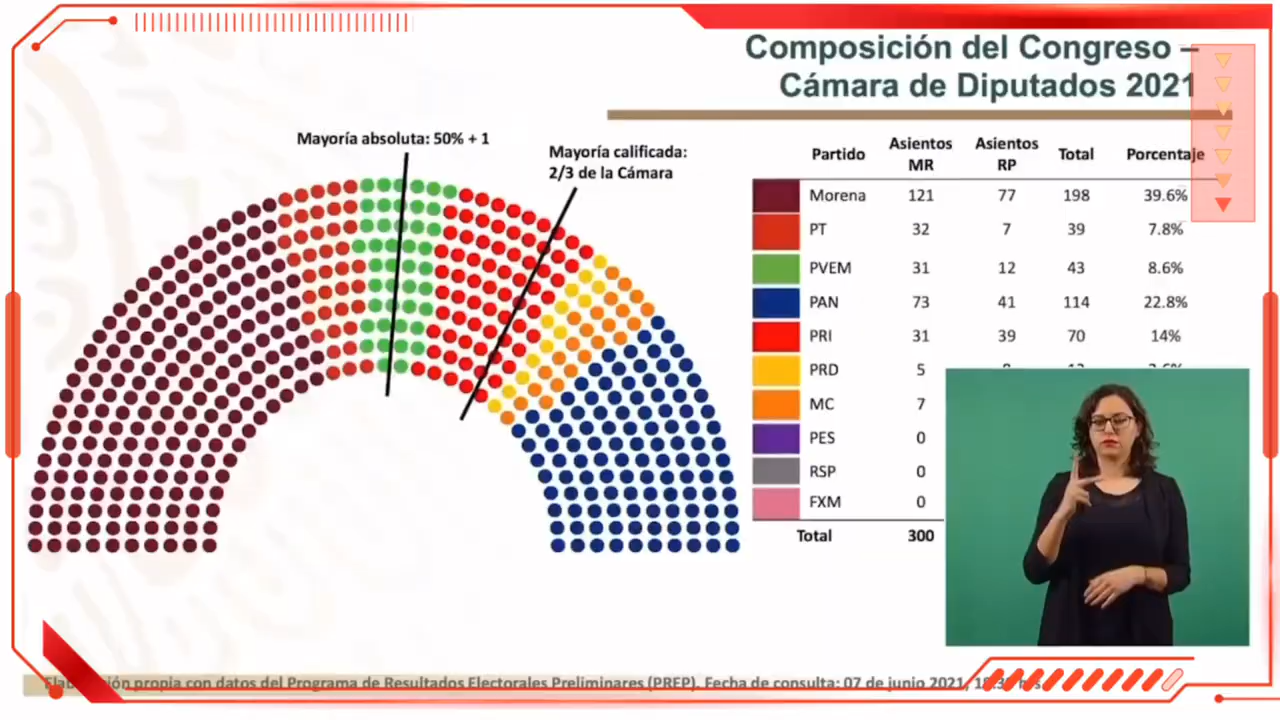 Composición del Congreso –
Cámara de Diputados 2021
Mayoría absoluta: 50% + 1
Mayoría calificada:
2/3 de la Cámara
Partido Asientos MR Asientos RP Total Porcentaje
Morena 121 77 198 39.6%
PT 32 7 39 7.8%
PVEM 31 12 43 8.6%
PAN 73 41 114 22.8%
PRI 31 39 70 14%
PRD 5
MC 7
PES 0
RSP 0
FXM 0
Total 300
propia con datos del Programa de Resultados Electorales Preliminares (PREP). Fecha de consulta: 07 de junio 2021,